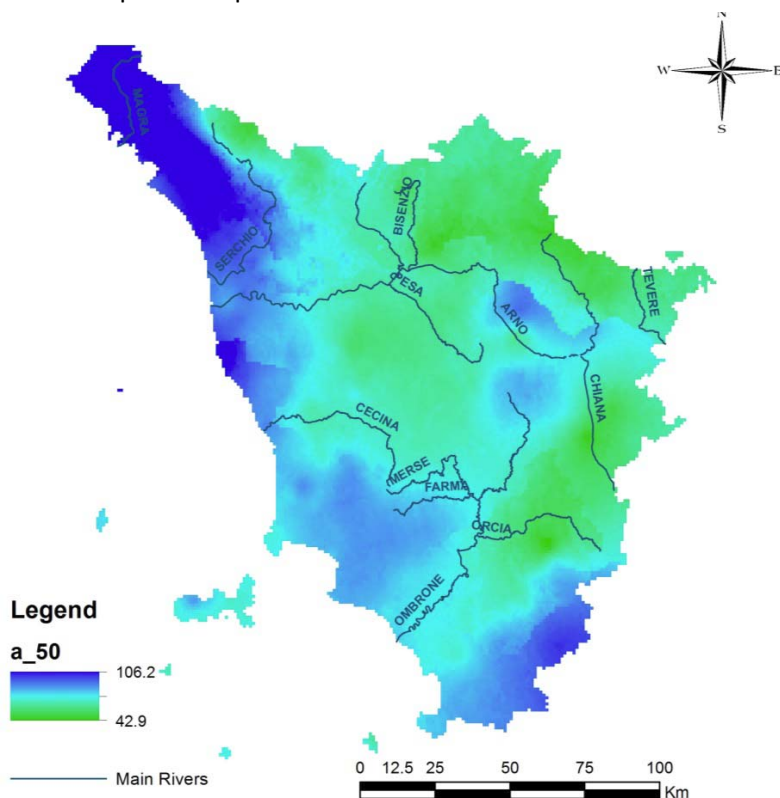 N
W E
S
MAGRA
SERCHIO
BISENZIO
PESA
ARNO
TEVERE
CHIANA
CECINA
MERSE
FARMA
ORCIA
OMBRONE
Legend
a_50
106.2
42.9
Main Rivers
0 12.5 25 50 75 100
Km